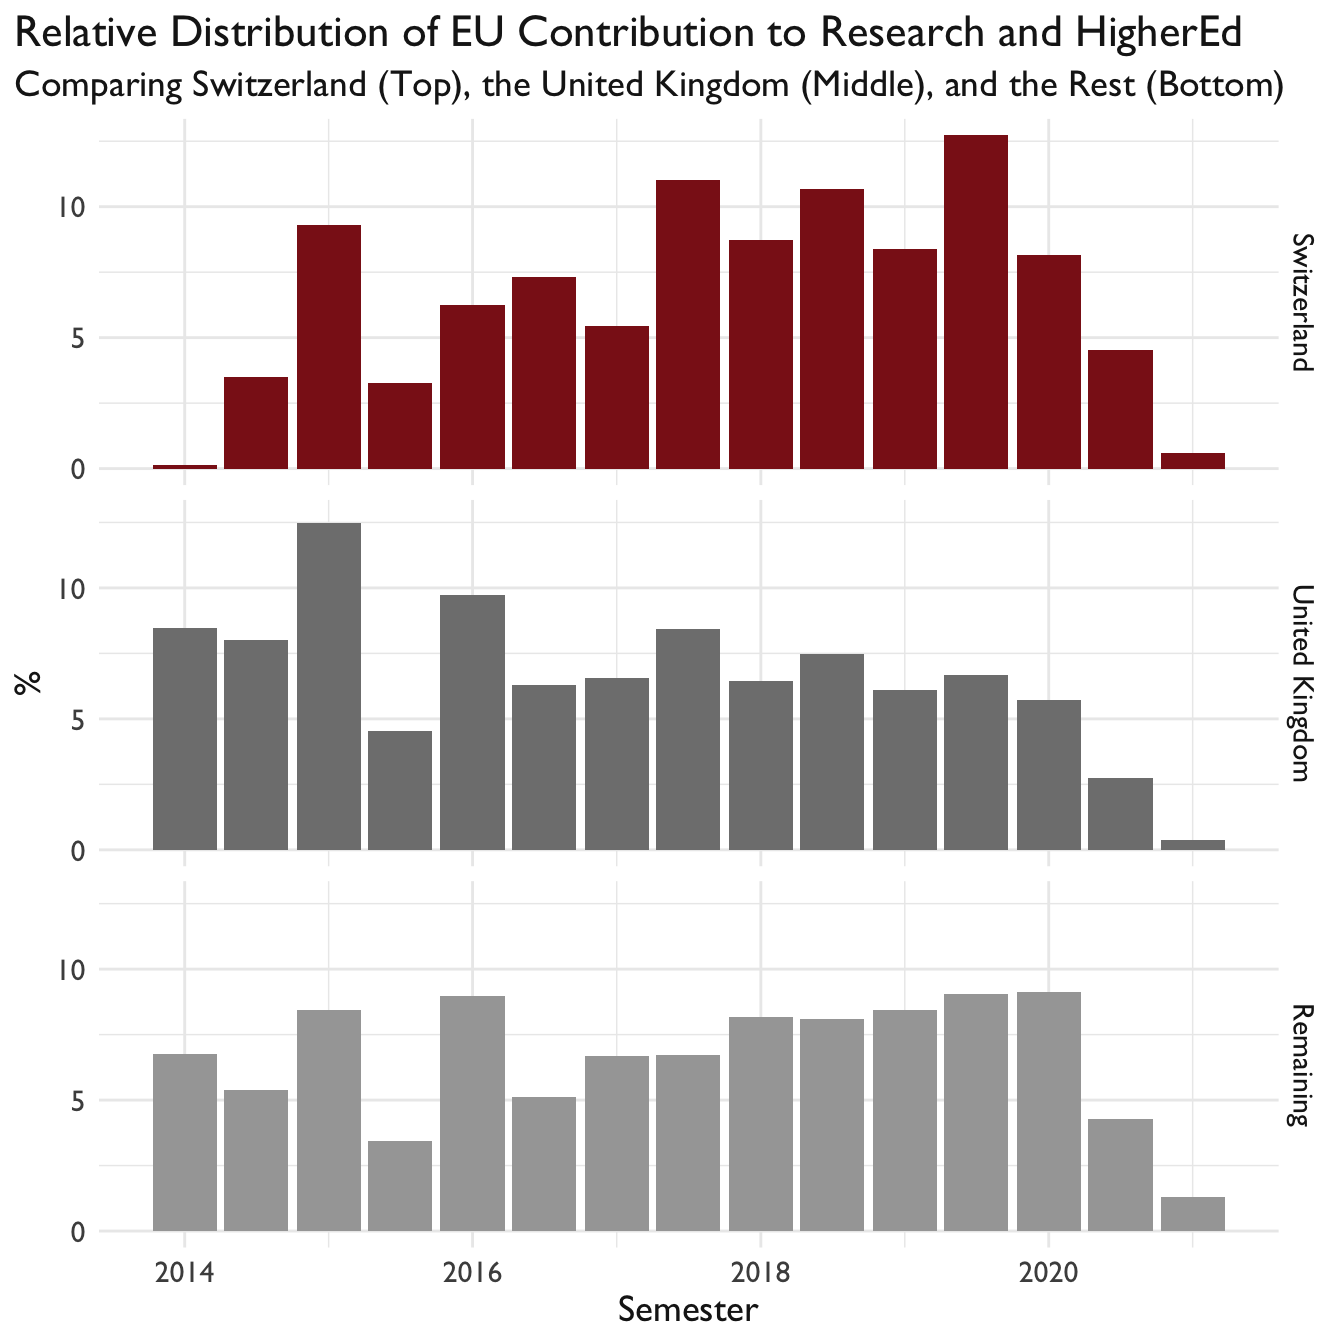 Relative Distribution of EU Contribution to Research and HigherEd
Comparing Switzerland (Top), the United Kingdom (Middle), and the Rest (Bottom)
10
5
0
Switzerland
10
5
0
United Kingdom
%
10
5
0
Remaining
2014 2016 2018 2020
Semester